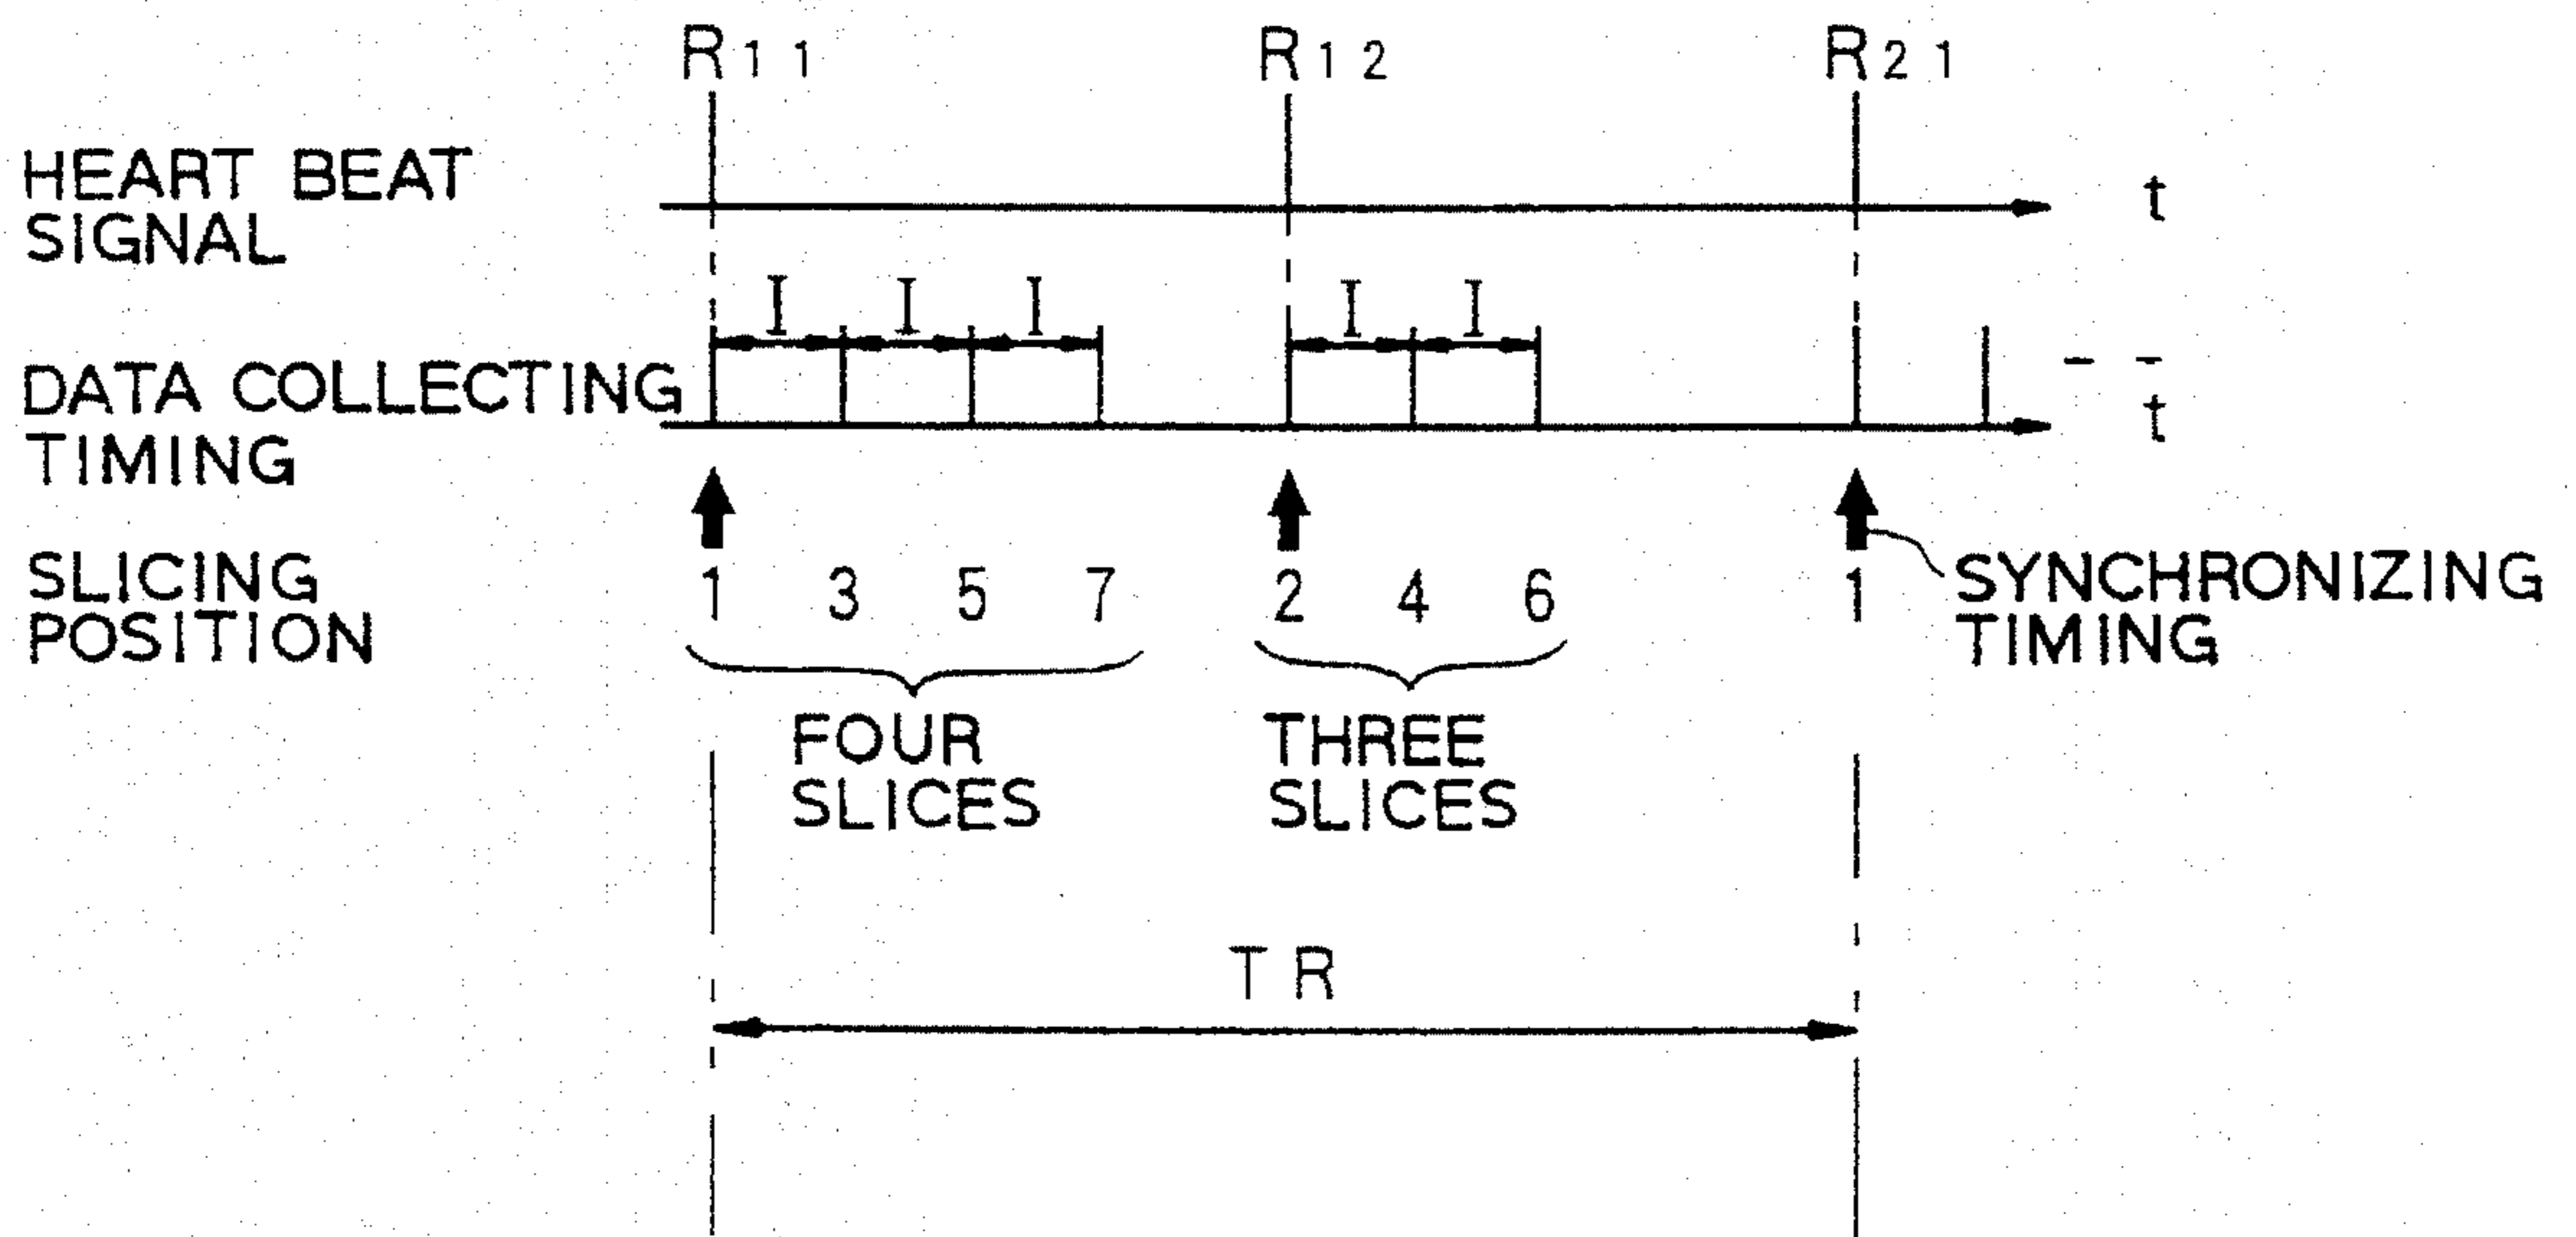 R11 R12 R21
HEART BEAT
SIGNAL
t
I I I I I
DATA COLLECTING
TIMING
t
SLICING
POSITION
1 3 5 7 2 4 6 1
SYNCHRONIZING
TIMING
FOUR
SLICES
THREE
SLICES
TR